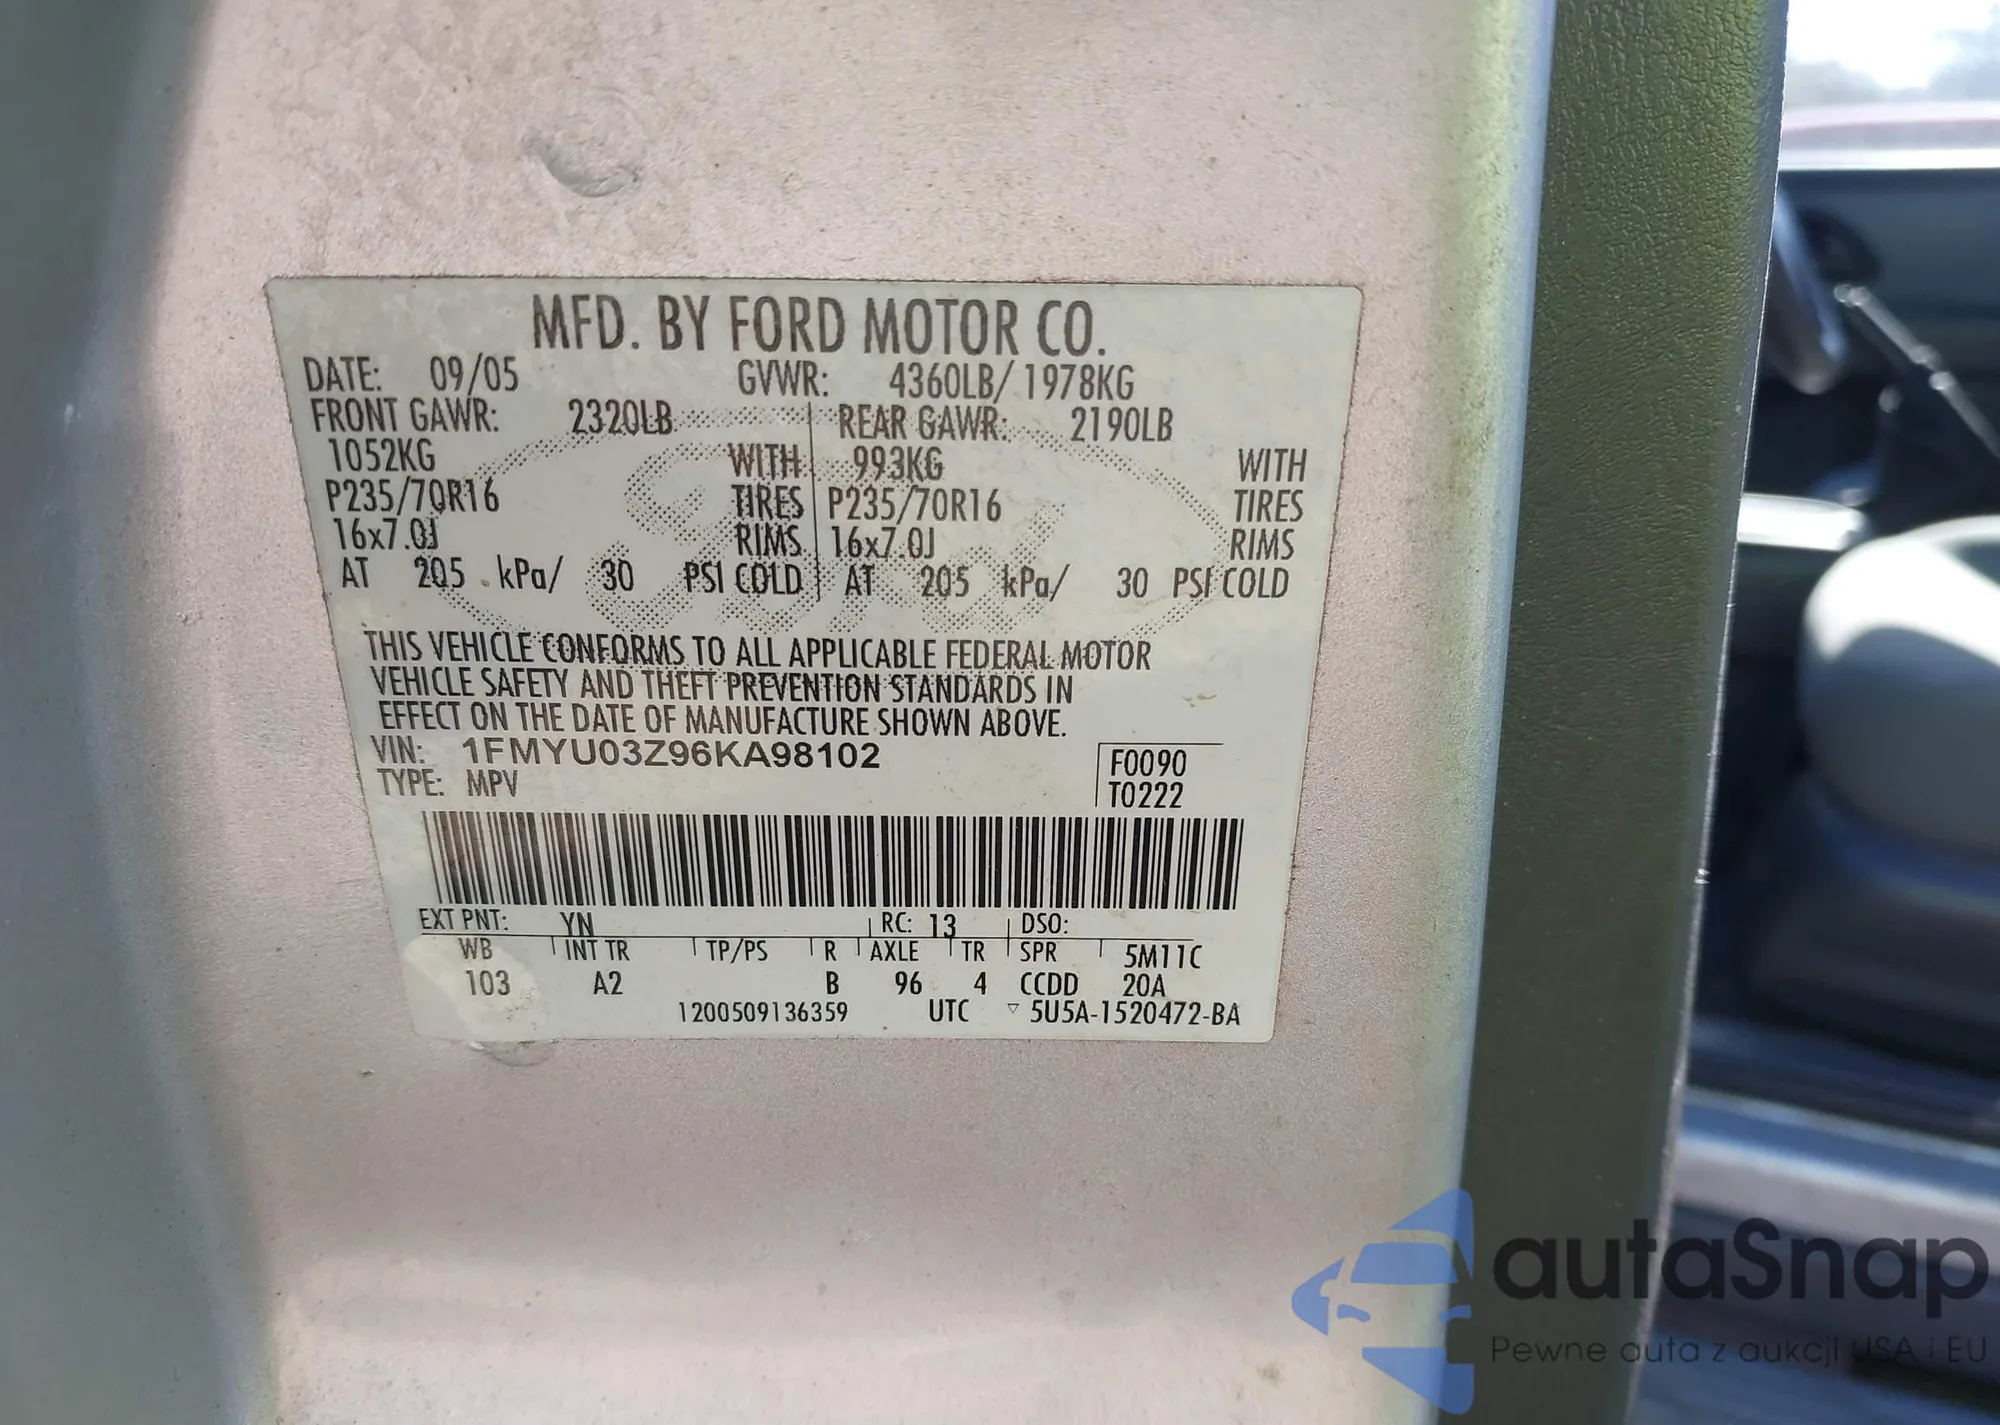 MFD. BY FORD MOTOR CO.
DATE: 09/05 GVWR: 4360LB/ 1978KG
FRONT GAWR: 2320LB REAR GAWR: 2190LB
1052KG WITH 993KG WITH
P235/70R16 TIRES P235/70R16 TIRES
16x7.0J RIMS 16x7.0J RIMS
AT 205 kPa/ 30 PSI COLD AT 205 kPa/ 30 PSI COLD
THIS VEHICLE CONFORMS TO ALL APPLICABLE FEDERAL MOTOR
VEHICLE SAFETY AND THEFT PREVENTION STANDARDS IN
EFFECT ON THE DATE OF MANUFACTURE SHOWN ABOVE.
VIN: 1FMYU03Z96KA98102 F0090
TYPE: MPV T0222
EXT PNT: YN RC: 13 DSO:
WB INT TR TP/PS R AXLE TR SPR 5M11C
103 A2 B 96 4 CCDD 20A
1200509136359 UTC ▽ 5U5A-1520472-BA
Ford
autaSnap
Pewne auta z aukcji USA i EU